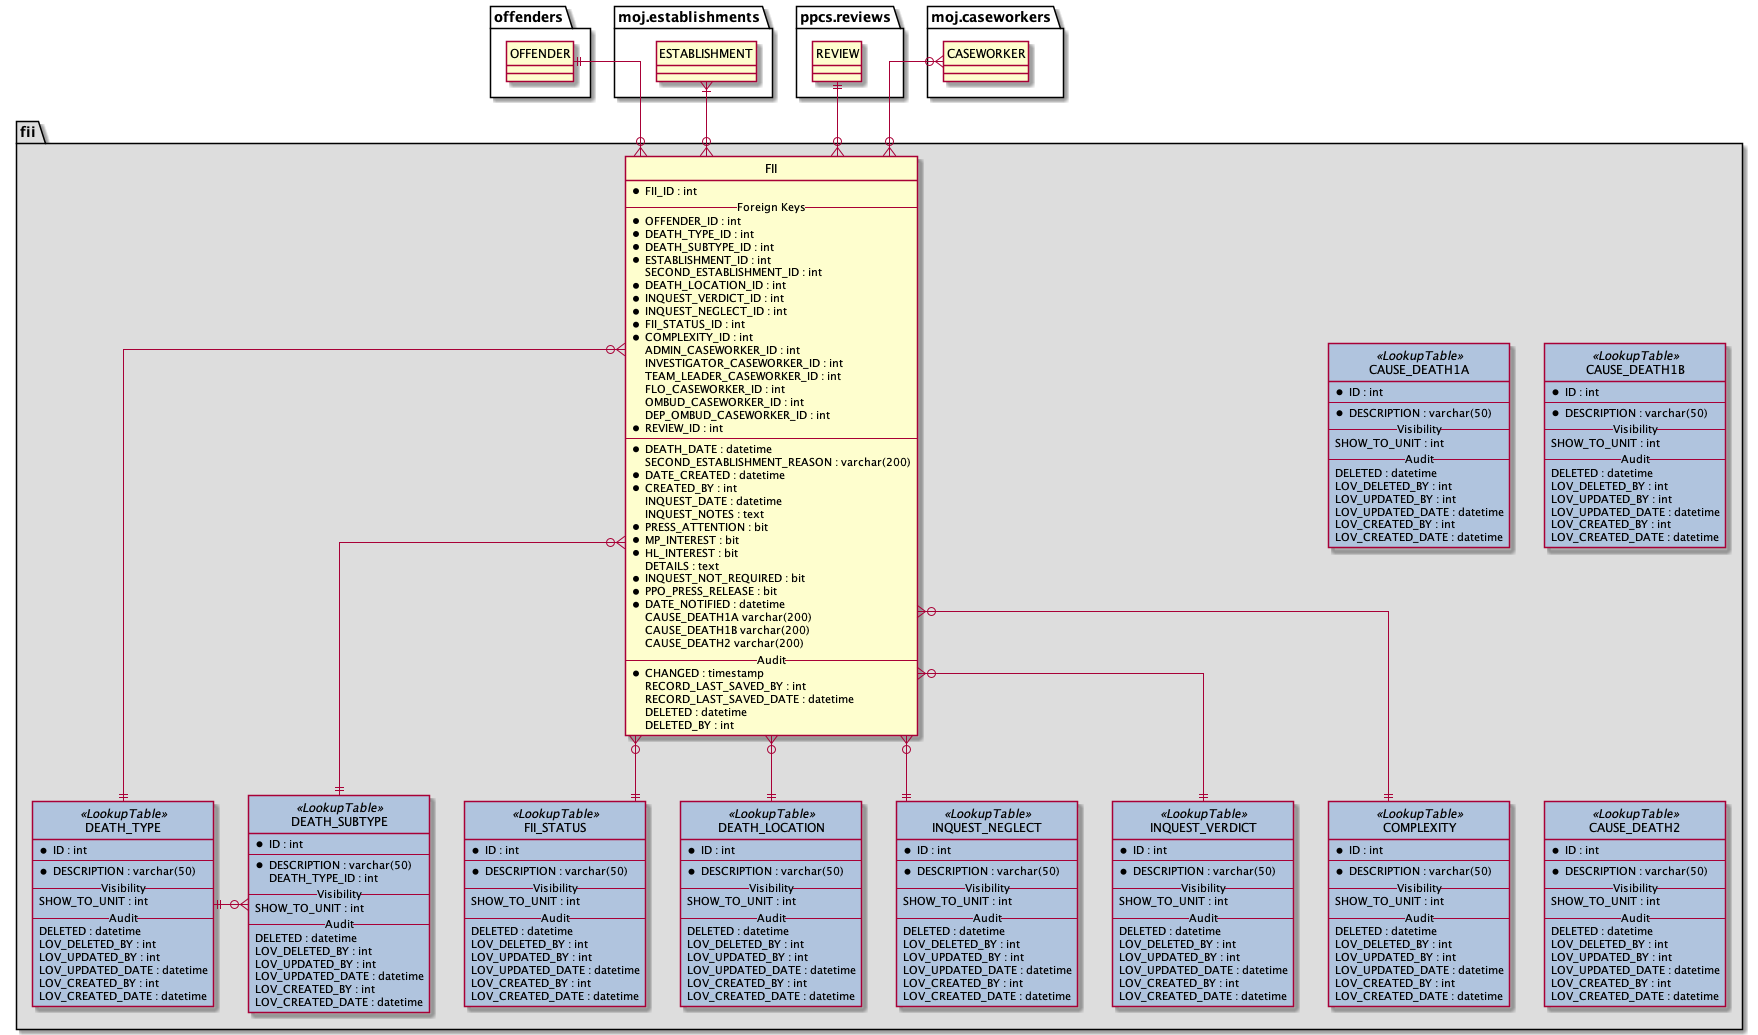 offenders
OFFENDER
moj.establishments
ESTABLISHMENT
ppcs.reviews
REVIEW
moj.caseworkers
CASEWORKER
fii
FII
FII_ID : int
Foreign Keys
OFFENDER_ID : int
DEATH_TYPE_ID : int
DEATH_SUBTYPE_ID : int
ESTABLISHMENT_ID : int
SECOND_ESTABLISHMENT_ID : int
DEATH_LOCATION_ID : int
INQUEST_VERDICT_ID : int
INQUEST_NEGLECT_ID : int
FII_STATUS_ID : int
COMPLEXITY_ID : int
ADMIN_CASEWORKER_ID : int
INVESTIGATOR_CASEWORKER_ID : int
TEAM_LEADER_CASEWORKER_ID : int
FLO_CASEWORKER_ID : int
OMBUD_CASEWORKER_ID : int
DEP_OMBUD_CASEWORKER_ID : int
REVIEW_ID : int
DEATH_DATE : datetime
SECOND_ESTABLISHMENT_REASON : varchar(200)
DATE_CREATED : datetime
CREATED_BY : int
INQUEST_DATE : datetime
INQUEST_NOTES : text
PRESS_ATTENTION : bit
MP_INTEREST : bit
HL_INTEREST : bit
DETAILS : text
INQUEST_NOT_REQUIRED : bit
PPO_PRESS_RELEASE : bit
DATE_NOTIFIED : datetime
CAUSE_DEATH1A varchar(200)
CAUSE_DEATH1B varchar(200)
CAUSE_DEATH2 varchar(200)
Audit
CHANGED : timestamp
RECORD_LAST_SAVED_BY : int
RECORD_LAST_SAVED_DATE : datetime
DELETED : datetime
DELETED_BY : int
«LookupTable»
CAUSE_DEATH1A
ID : int
DESCRIPTION : varchar(50)
Visibility
SHOW_TO_UNIT : int
Audit
DELETED : datetime
LOV_DELETED_BY : int
LOV_UPDATED_BY : int
LOV_UPDATED_DATE : datetime
LOV_CREATED_BY : int
LOV_CREATED_DATE : datetime
«LookupTable»
CAUSE_DEATH1B
ID : int
DESCRIPTION : varchar(50)
Visibility
SHOW_TO_UNIT : int
Audit
DELETED : datetime
LOV_DELETED_BY : int
LOV_UPDATED_BY : int
LOV_UPDATED_DATE : datetime
LOV_CREATED_BY : int
LOV_CREATED_DATE : datetime
«LookupTable»
DEATH_TYPE
ID : int
DESCRIPTION : varchar(50)
Visibility
SHOW_TO_UNIT : int
Audit
DELETED : datetime
LOV_DELETED_BY : int
LOV_UPDATED_BY : int
LOV_UPDATED_DATE : datetime
LOV_CREATED_BY : int
LOV_CREATED_DATE : datetime
«LookupTable»
DEATH_SUBTYPE
ID : int
DESCRIPTION : varchar(50)
DEATH_TYPE_ID : int
Visibility
SHOW_TO_UNIT : int
Audit
DELETED : datetime
LOV_DELETED_BY : int
LOV_UPDATED_BY : int
LOV_UPDATED_DATE : datetime
LOV_CREATED_BY : int
LOV_CREATED_DATE : datetime
«LookupTable»
FII_STATUS
ID : int
DESCRIPTION : varchar(50)
Visibility
SHOW_TO_UNIT : int
Audit
DELETED : datetime
LOV_DELETED_BY : int
LOV_UPDATED_BY : int
LOV_UPDATED_DATE : datetime
LOV_CREATED_BY : int
LOV_CREATED_DATE : datetime
«LookupTable»
DEATH_LOCATION
ID : int
DESCRIPTION : varchar(50)
Visibility
SHOW_TO_UNIT : int
Audit
DELETED : datetime
LOV_DELETED_BY : int
LOV_UPDATED_BY : int
LOV_UPDATED_DATE : datetime
LOV_CREATED_BY : int
LOV_CREATED_DATE : datetime
«LookupTable»
INQUEST_NEGLECT
ID : int
DESCRIPTION : varchar(50)
Visibility
SHOW_TO_UNIT : int
Audit
DELETED : datetime
LOV_DELETED_BY : int
LOV_UPDATED_BY : int
LOV_UPDATED_DATE : datetime
LOV_CREATED_BY : int
LOV_CREATED_DATE : datetime
«LookupTable»
INQUEST_VERDICT
ID : int
DESCRIPTION : varchar(50)
Visibility
SHOW_TO_UNIT : int
Audit
DELETED : datetime
LOV_DELETED_BY : int
LOV_UPDATED_BY : int
LOV_UPDATED_DATE : datetime
LOV_CREATED_BY : int
LOV_CREATED_DATE : datetime
«LookupTable»
COMPLEXITY
ID : int
DESCRIPTION : varchar(50)
Visibility
SHOW_TO_UNIT : int
Audit
DELETED : datetime
LOV_DELETED_BY : int
LOV_UPDATED_BY : int
LOV_UPDATED_DATE : datetime
LOV_CREATED_BY : int
LOV_CREATED_DATE : datetime
«LookupTable»
CAUSE_DEATH2
ID : int
DESCRIPTION : varchar(50)
Visibility
SHOW_TO_UNIT : int
Audit
DELETED : datetime
LOV_DELETED_BY : int
LOV_UPDATED_BY : int
LOV_UPDATED_DATE : datetime
LOV_CREATED_BY : int
LOV_CREATED_DATE : datetime